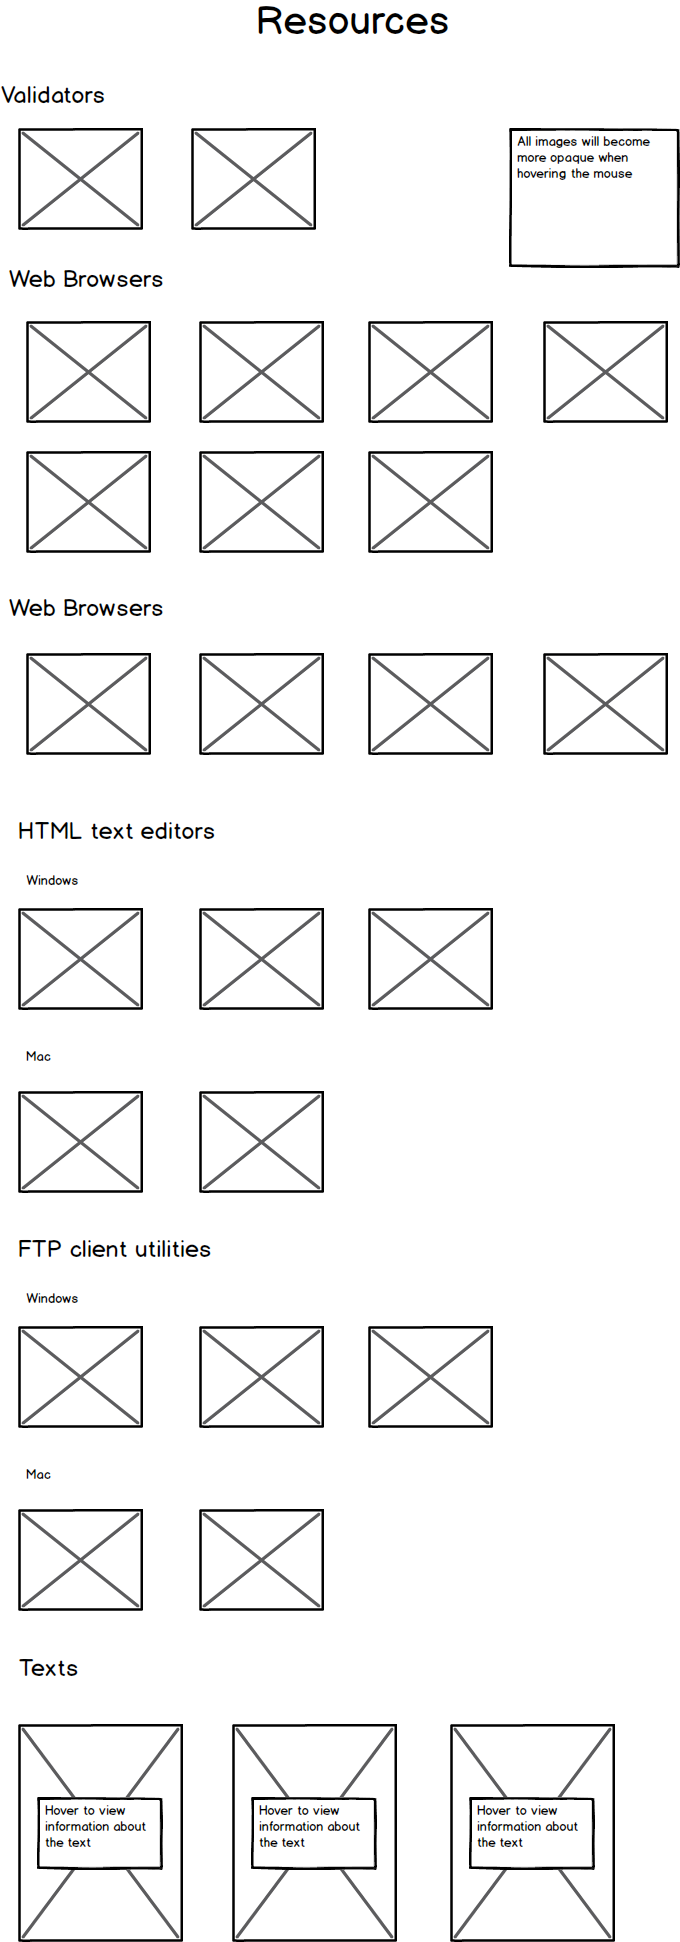 Resources
Validators
All images will become
more opaque when
hovering the mouse
Web Browsers
Web Browsers
HTML text editors
Windows
Mac
FTP client utilities
Windows
Mac
Texts
Hover to view
information about
the text
Hover to view
information about
the text
Hover to view
information about
the text